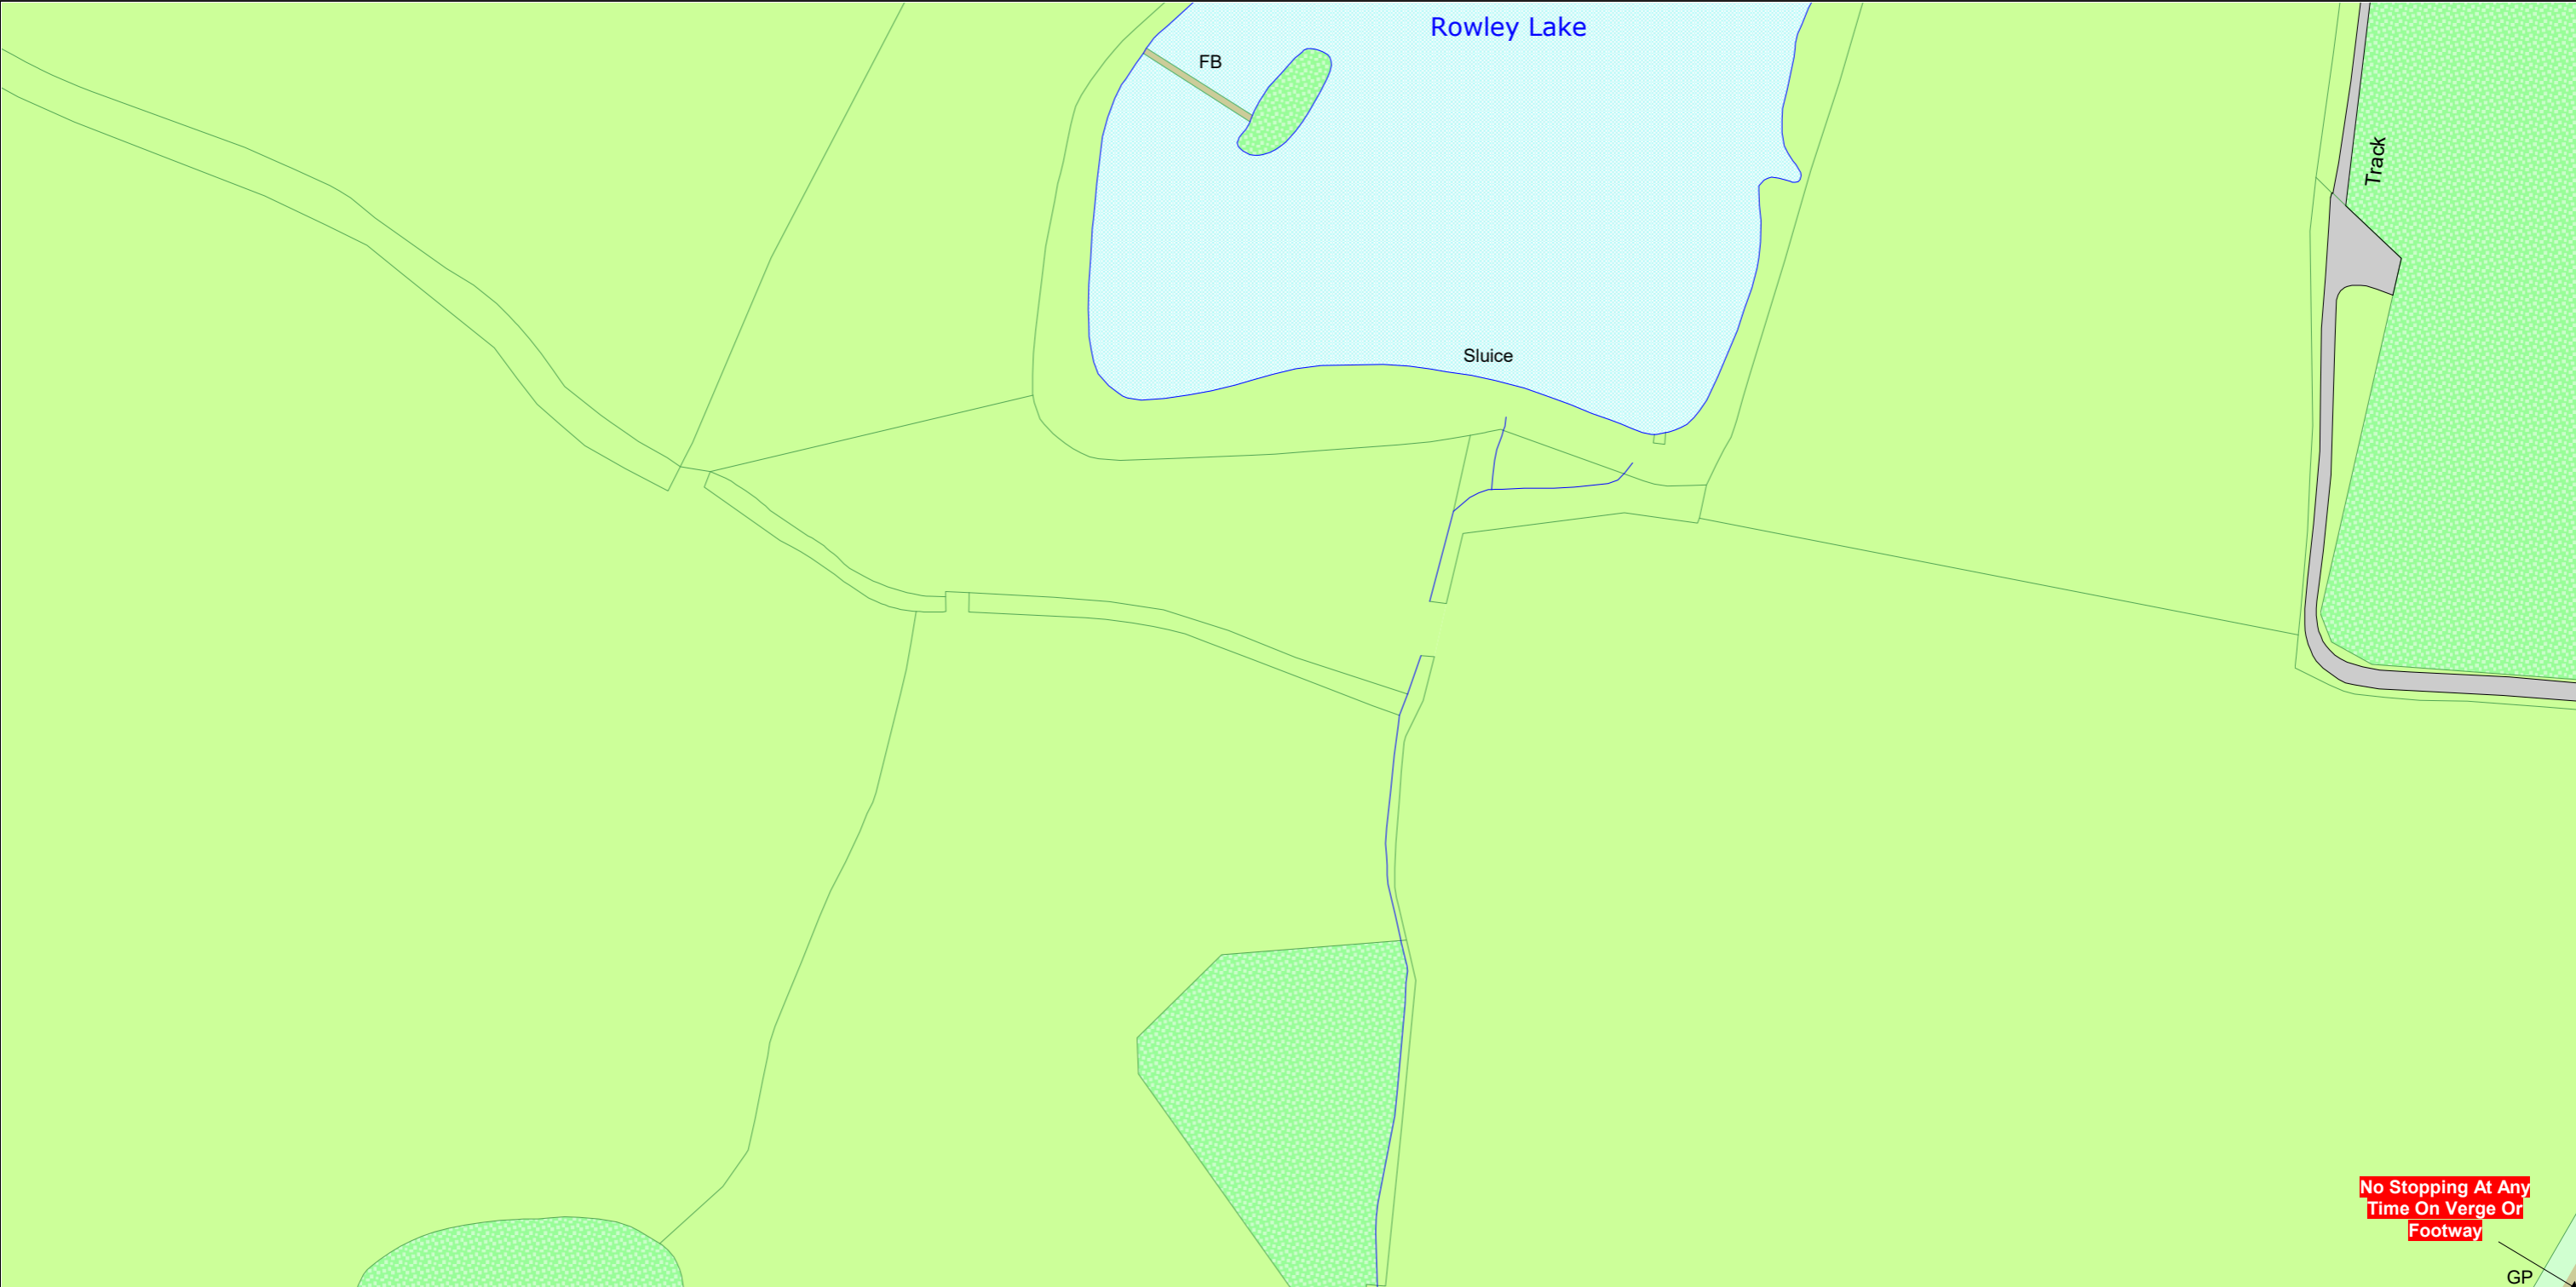 Rowley Lake
FB
Track
Sluice
No Stopping At Any
Time On Verge Or
Footway
GP